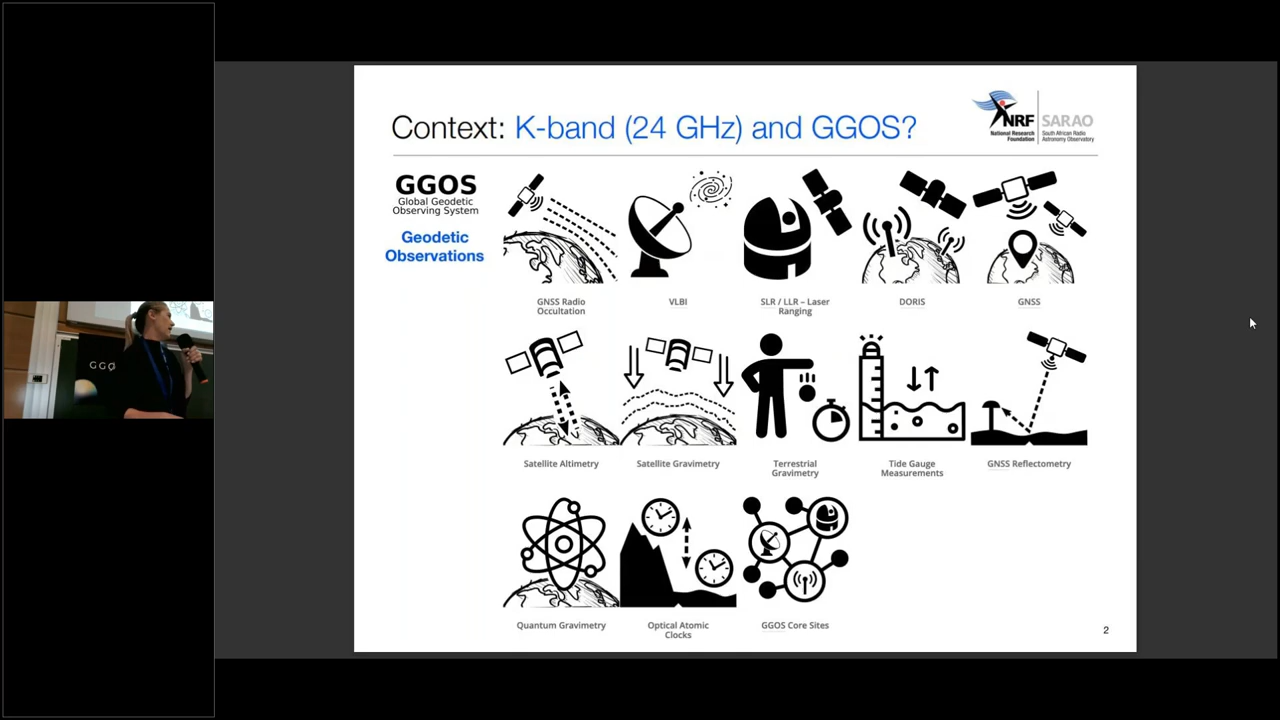 Context: K-band (24 GHz) and GGOS?
NRF
National Research
Foundation
SARAO
South African Radio
Astronomy Observatory
GGOS
Global Geodetic
Observing System
Geodetic
Observations
GNSS Radio
Occultation
VLBI
SLR / LLR – Laser
Ranging
DORIS
GNSS
GGO
Satellite Altimetry
Satellite Gravimetry
Terrestrial
Gravimetry
Tide Gauge
Measurements
GNSS Reflectometry
Quantum Gravimetry
Optical Atomic
Clocks
GGOS Core Sites
2